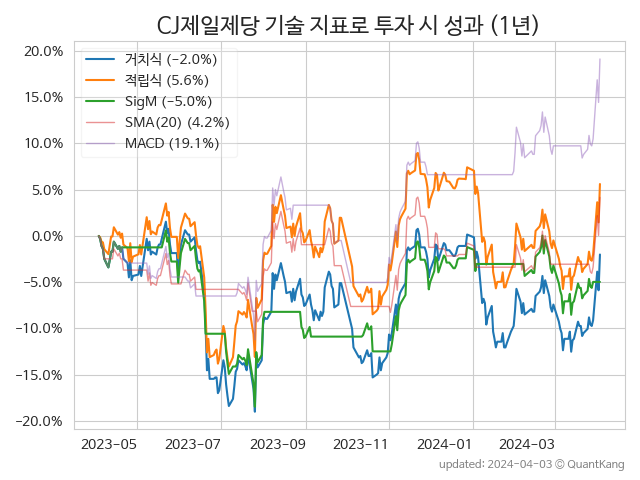 CJ제일제당 기술 지표로 투자 시 성과 (1년)
20.0%
15.0%
10.0%
5.0%
0.0%
−5.0%
−10.0%
−15.0%
−20.0%
거치식 (−2.0%)
적립식 (5.6%)
SigM (−5.0%)
SMA(20) (4.2%)
MACD (19.1%)
2023-05 2023-07 2023-09 2023-11 2024-01 2024-03
updated: 2024-04-03 © QuantKang